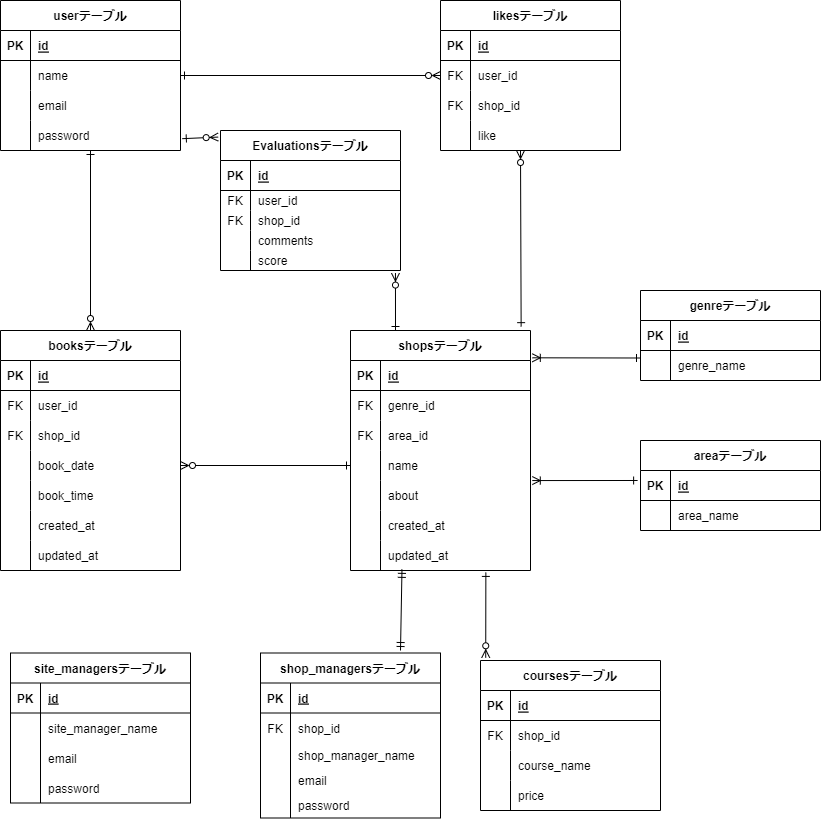 userテーブル
PK id
name
email
password
likesテーブル
PK id
FK user_id
FK shop_id
like
Evaluationsテーブル
PK id
FK user_id
FK shop_id
comments
score
booksテーブル
PK id
FK user_id
FK shop_id
book_date
book_time
created_at
updated_at
shopsテーブル
PK id
FK genre_id
FK area_id
name
about
created_at
updated_at
genreテーブル
PK id
genre_name
areaテーブル
PK id
area_name
site_managersテーブル
PK id
site_manager_name
email
password
shop_managersテーブル
PK id
FK shop_id
shop_manager_name
email
password
coursesテーブル
PK id
FK shop_id
course_name
price